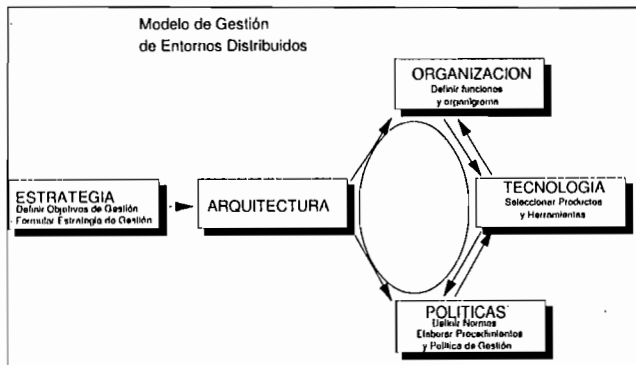 Modelo de Gestión
de Entornos Distribuidos
ORGANIZACION
Definir funciones
y organigrama
ESTRATEGIA
Definir Objetivos de Gestión
Formular Estrategia de Gestión
ARQUITECTURA
TECNOLOGIA
Seleccionar Productos
y Herramientas
POLITICAS
Definir Normas
Elaborar Procedimientos
y Política de Gestión